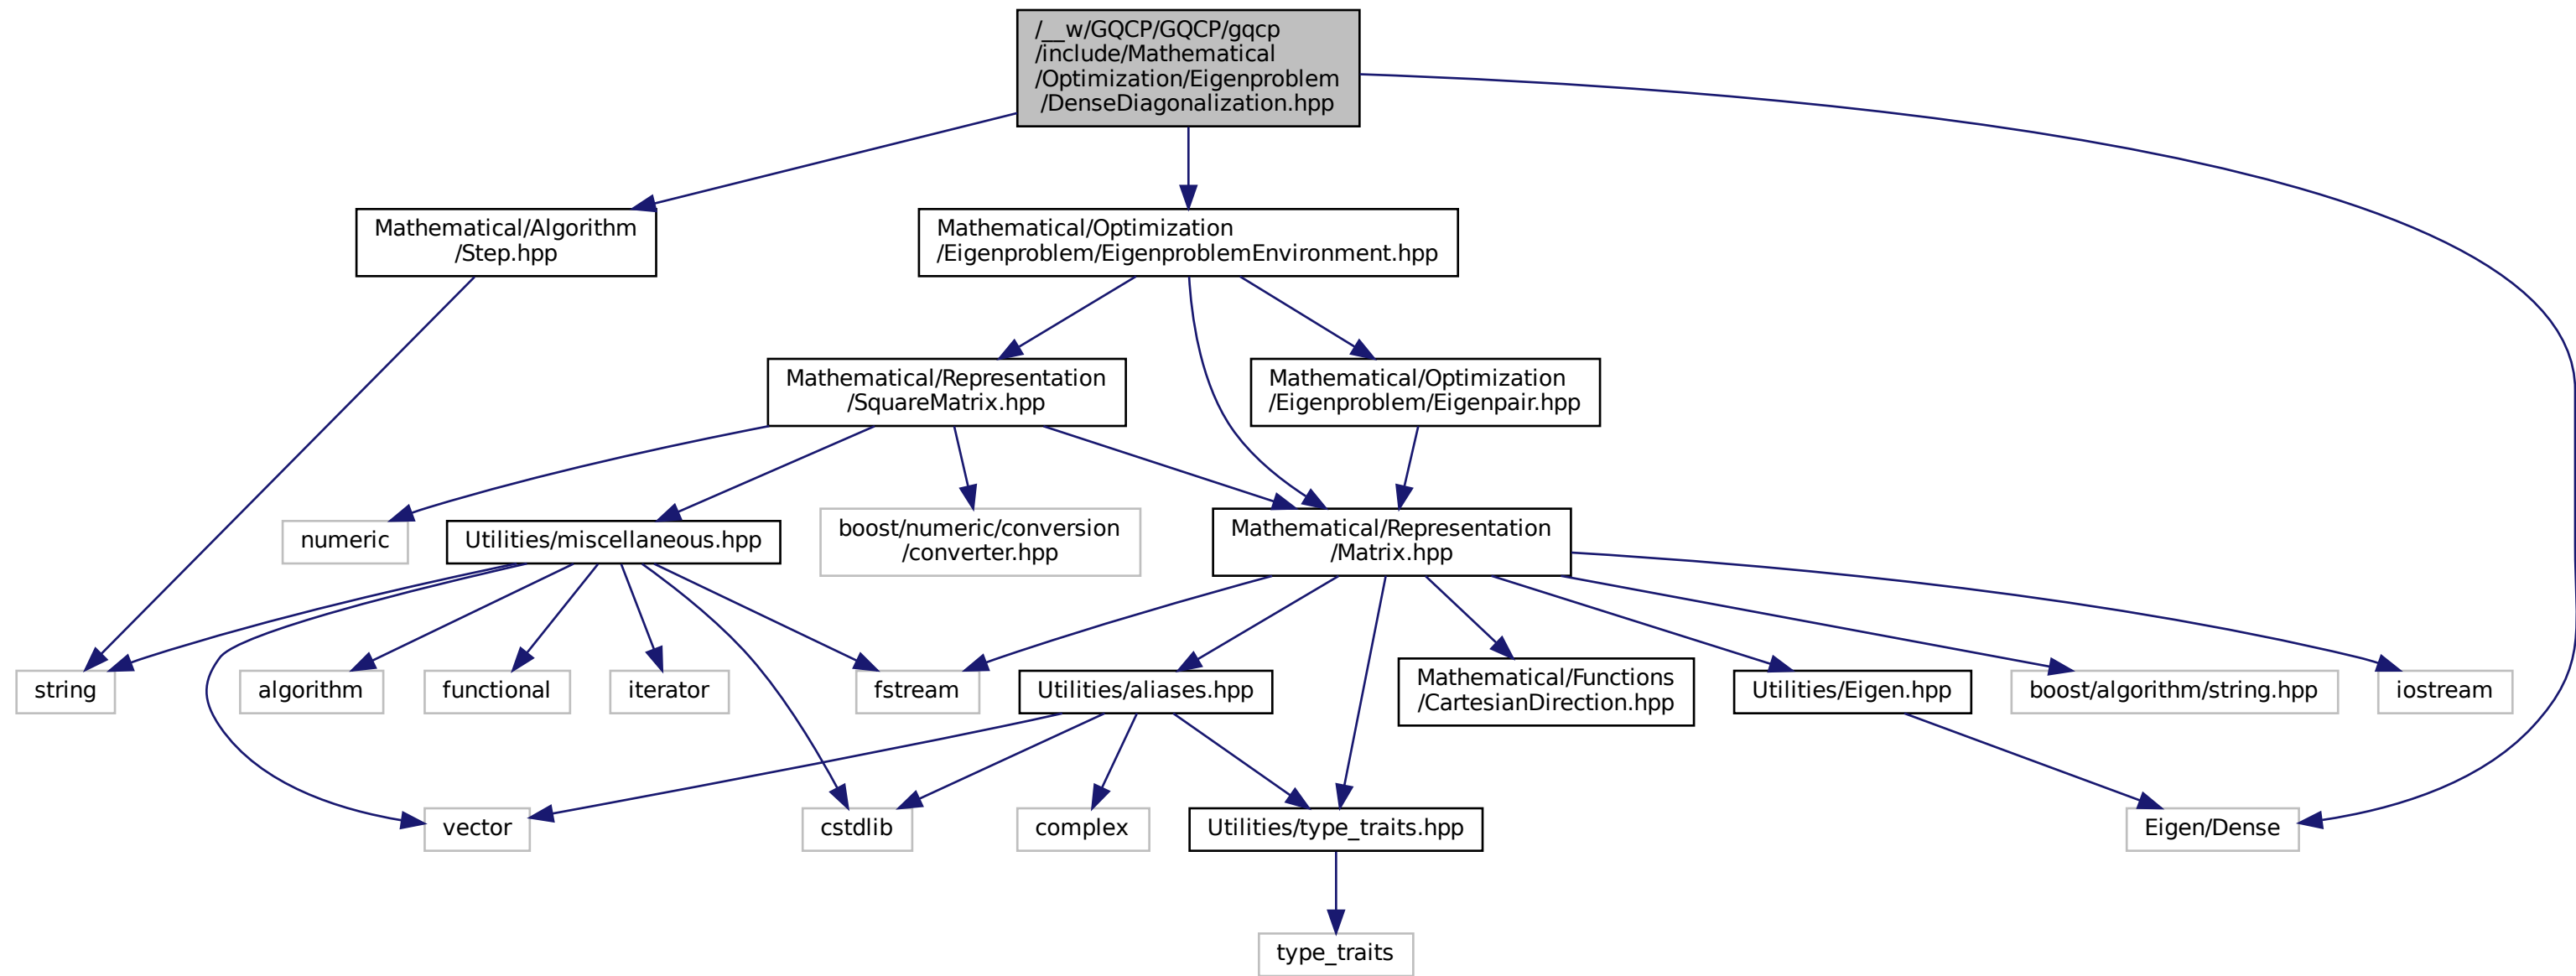 /__w/GQCP/GQCP/gqcp
/include/Mathematical
/Optimization/Eigenproblem
/DenseDiagonalization.hpp
Mathematical/Algorithm
/Step.hpp
Mathematical/Optimization
/Eigenproblem/EigenproblemEnvironment.hpp
Mathematical/Representation
/SquareMatrix.hpp
Mathematical/Optimization
/Eigenproblem/Eigenpair.hpp
numeric
Utilities/miscellaneous.hpp
boost/numeric/conversion
/converter.hpp
Mathematical/Representation
/Matrix.hpp
string
algorithm
functional
iterator
fstream
Utilities/aliases.hpp
Mathematical/Functions
/CartesianDirection.hpp
Utilities/Eigen.hpp
boost/algorithm/string.hpp
iostream
vector
cstdlib
complex
Utilities/type_traits.hpp
Eigen/Dense
type_traits